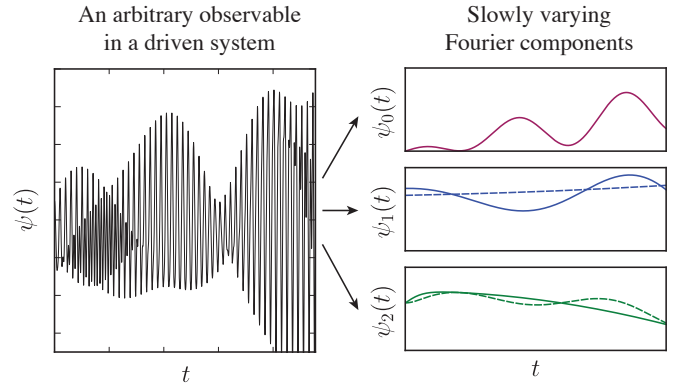 An arbitrary observable
in a driven system
Slowly varying
Fourier components
ψ(t)
t
ψ₀(t)
ψ₁(t)
ψ₂(t)
t